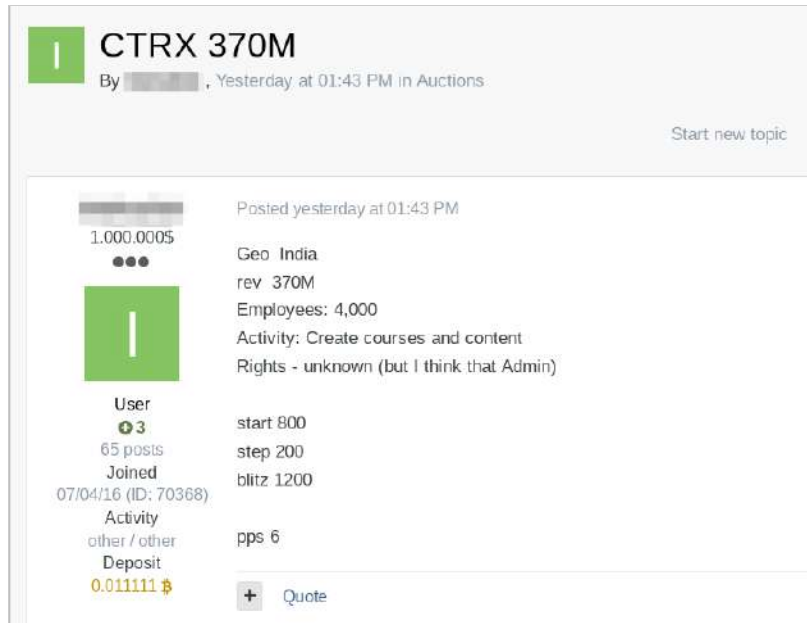 I
CTRX 370M
By , Yesterday at 01:43 PM in Auctions
Start new topic
1.000.000$
I
User
3
65 posts
Joined
07/04/16 (ID: 70368)
Activity
other / other
Deposit
0.011111 ₿
Posted yesterday at 01:43 PM
Geo India
rev 370M
Employees: 4,000
Activity: Create courses and content
Rights - unknown (but I think that Admin)
start 800
step 200
blitz 1200
pps 6
+ Quote